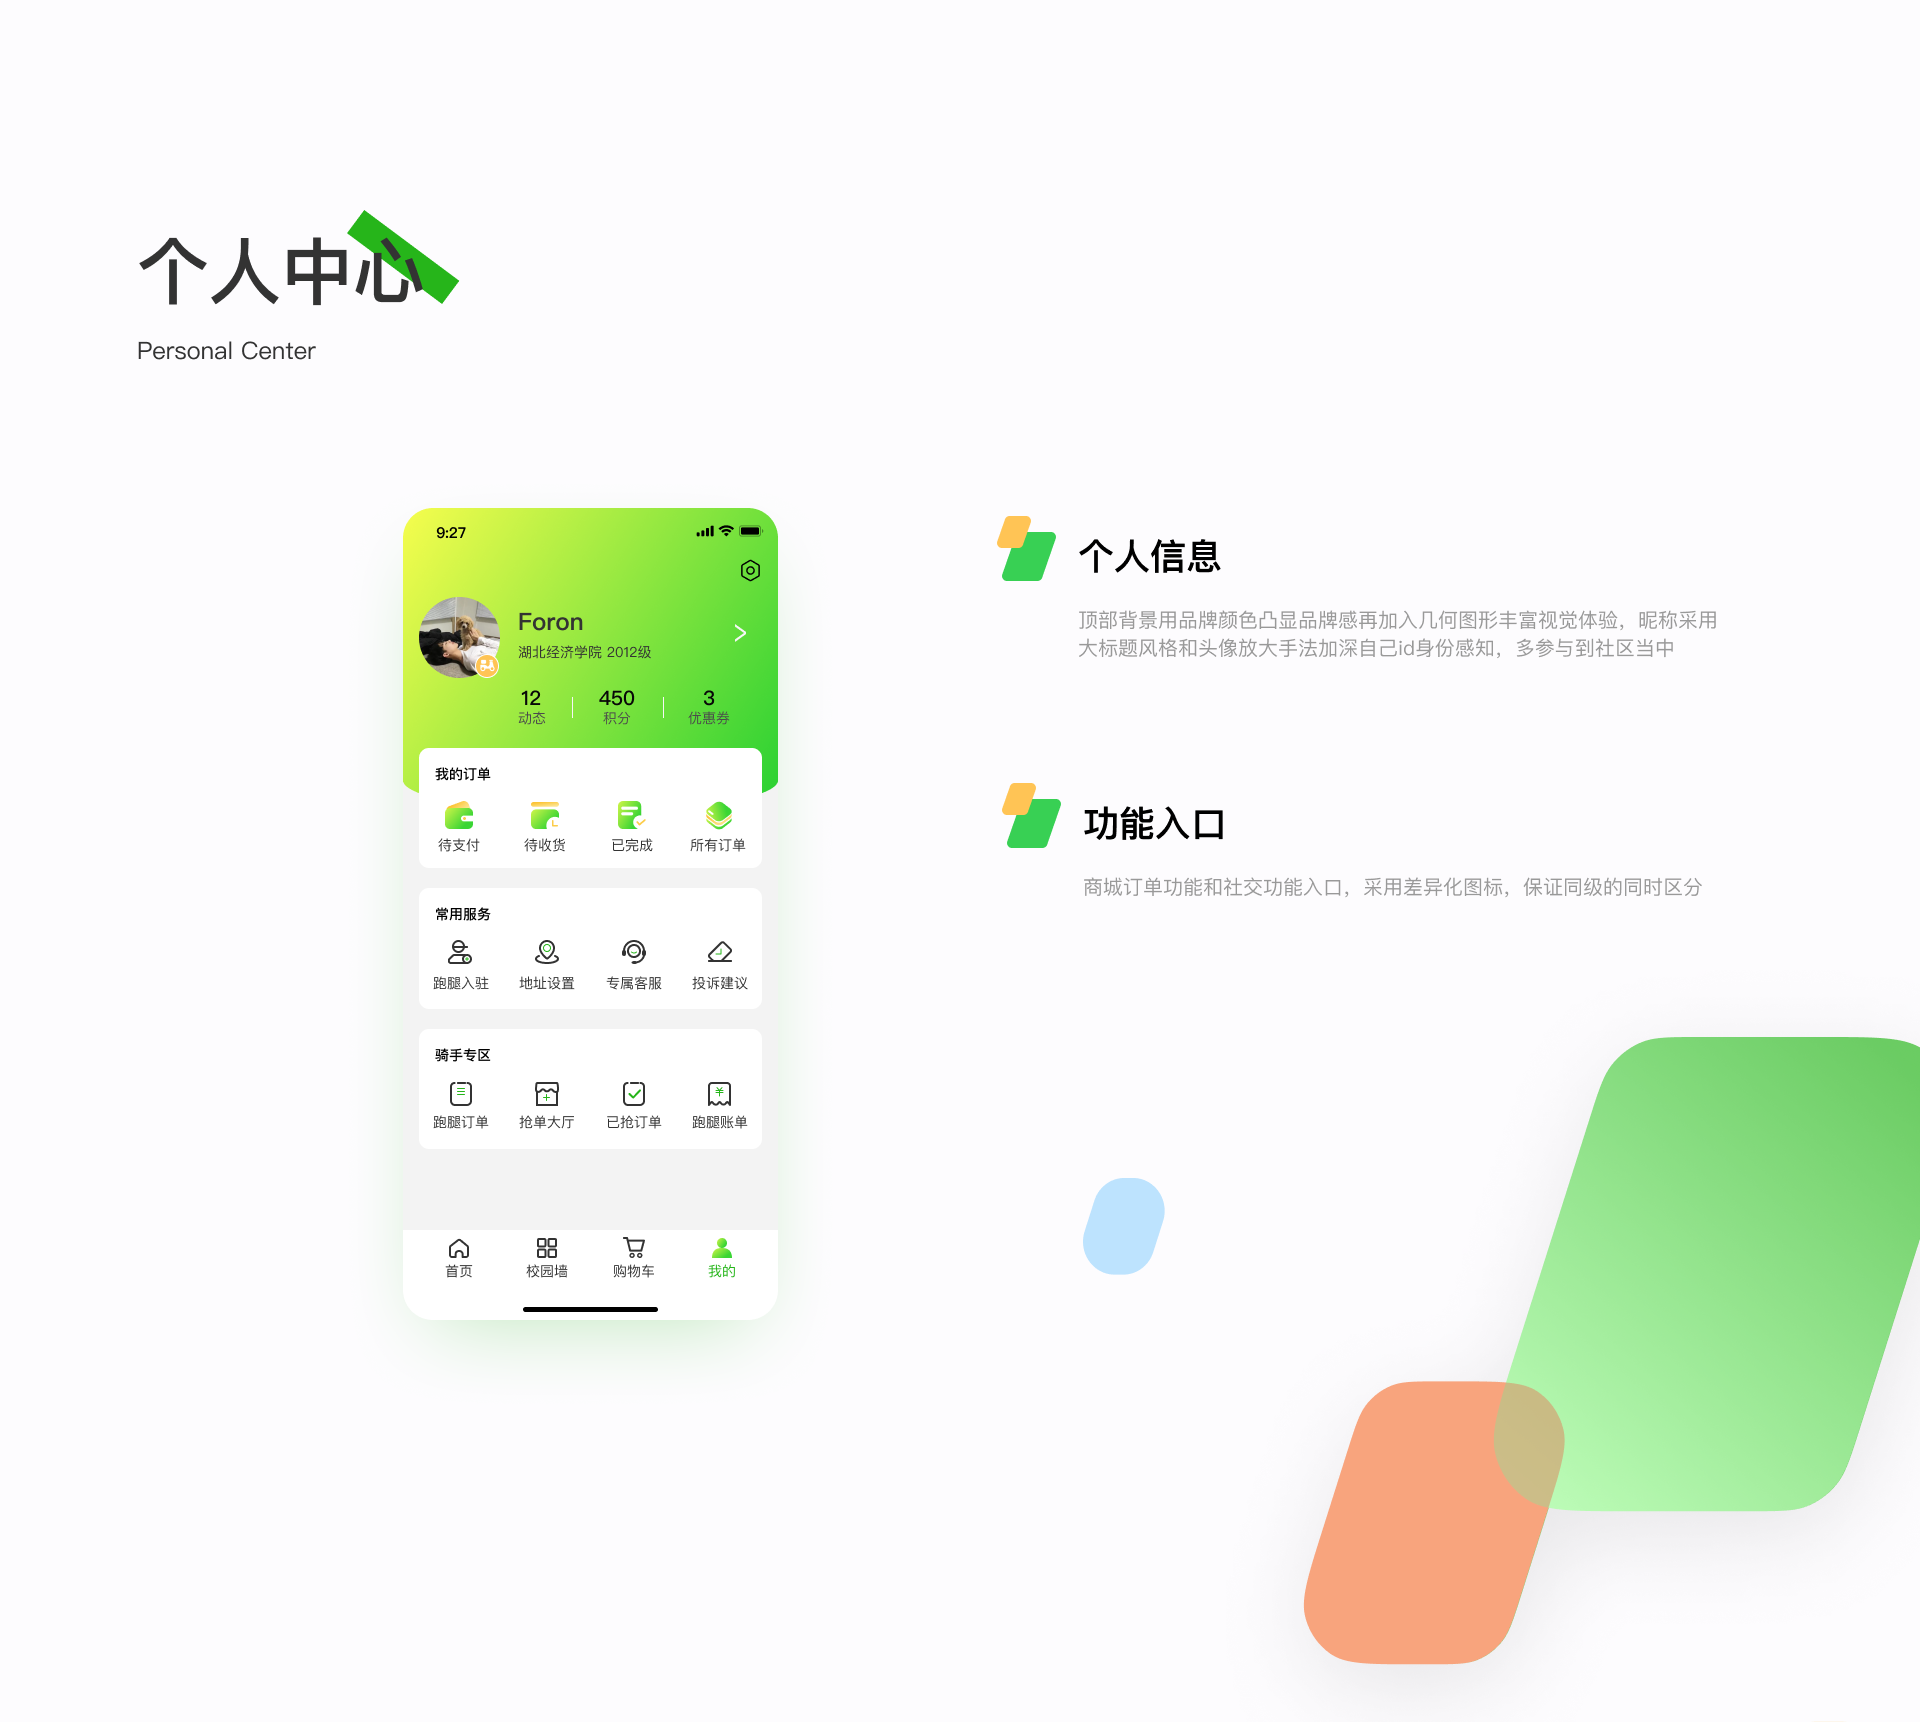 个人中心
Personal Center
9:27
Foron
湖北经济学院 2012级
12 450 3
动态 积分 优惠券
我的订单
待支付 待收货 已完成 所有订单
常用服务
跑腿入驻 地址设置 专属客服 投诉建议
骑手专区
跑腿订单 抢单大厅 已抢订单 跑腿账单
首页 校园墙 购物车 我的
个人信息
顶部背景用品牌颜色凸显品牌感再加入几何图形丰富视觉体验，昵称采用
大标题风格和头像放大手法加深自己id身份感知，多参与到社区当中
功能入口
商城订单功能和社交功能入口，采用差异化图标，保证同级的同时区分